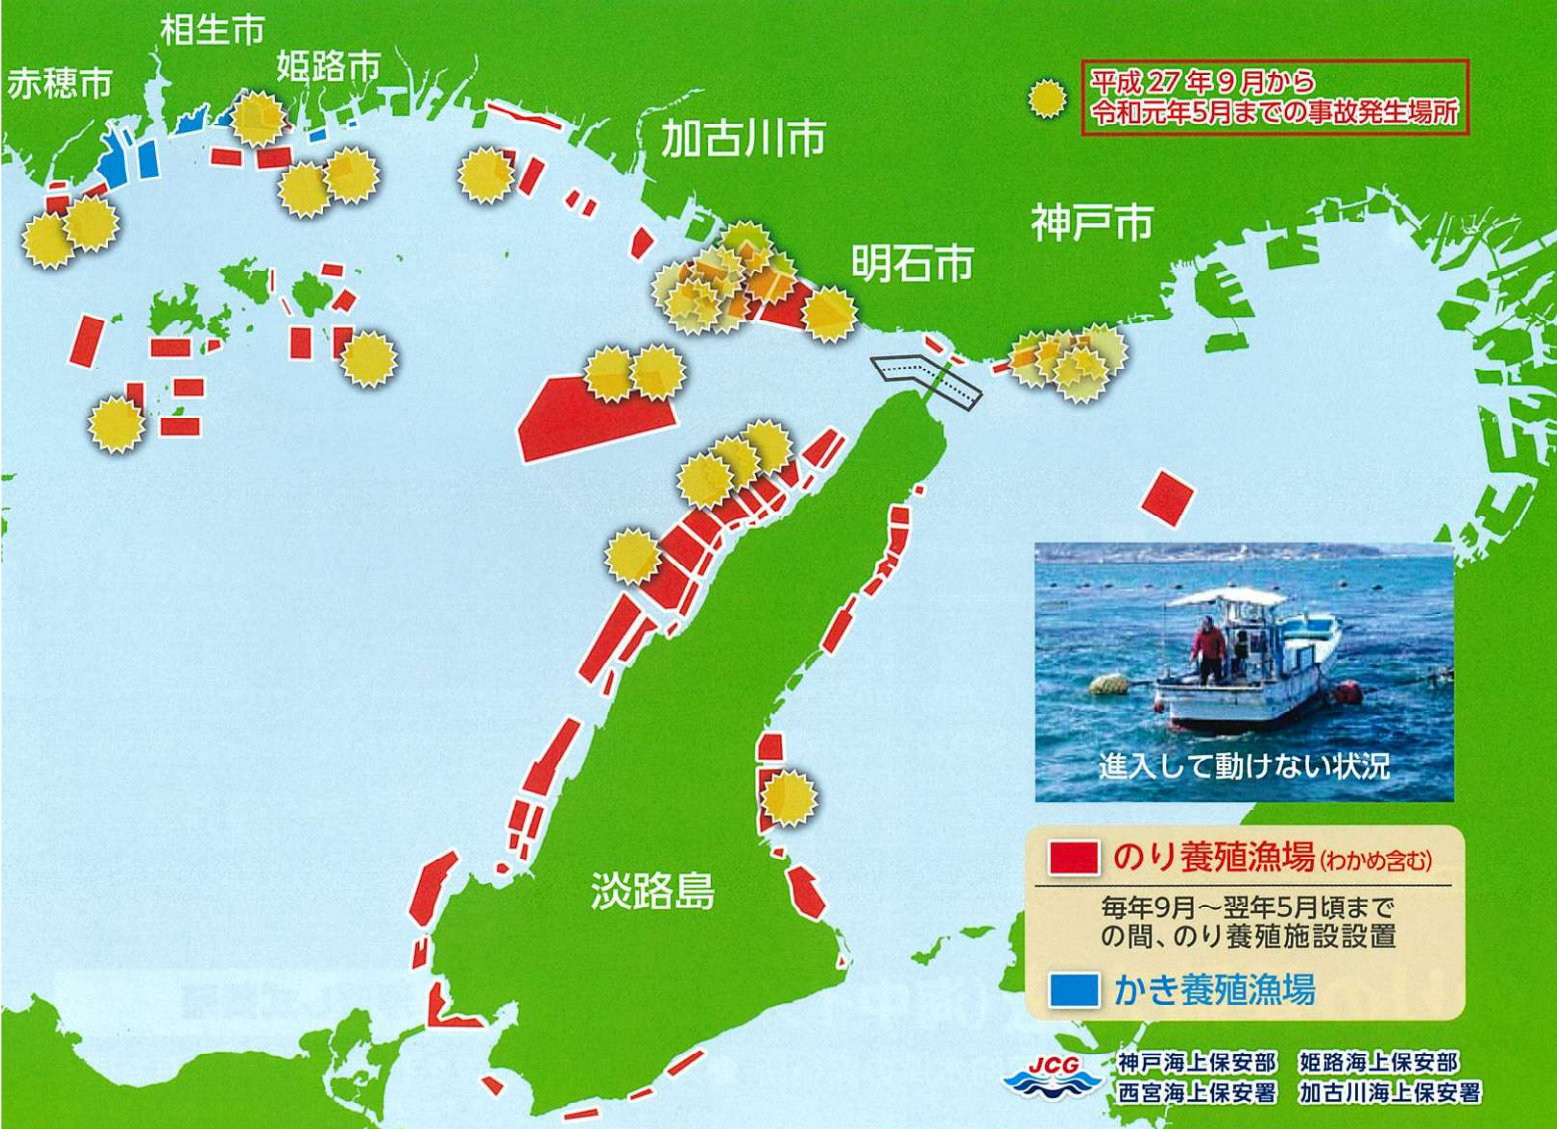 相生市
姫路市
赤穂市
平成27年9月から
令和元年5月までの事故発生場所
加古川市
神戸市
明石市
進入して動けない状況
淡路島
のり養殖漁場(わかめ含む)
毎年9月～翌年5月頃まで
の間、のり養殖施設設置
かき養殖漁場
JCG
神戸海上保安部 姫路海上保安部
西宮海上保安署 加古川海上保安署